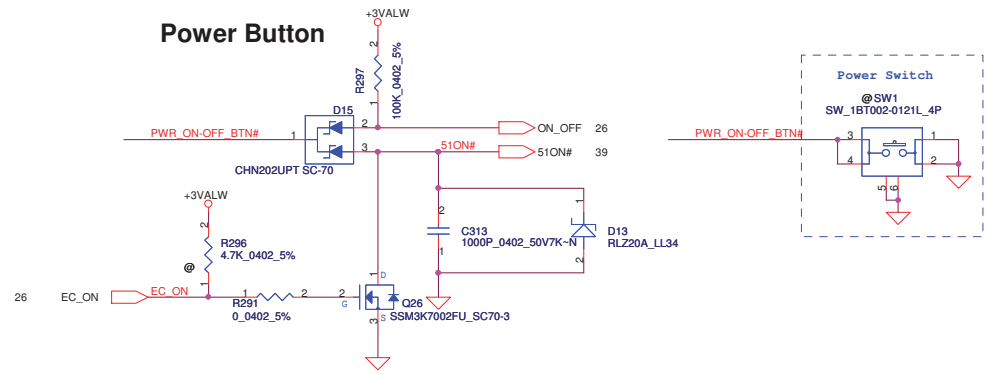 Power Button
+3VALW
2
R297
100K_0402_5%
1
D15
PWR_ON-OFF_BTN#
1
2
3
CHN202UPT SC-70
ON_OFF 26
51ON#
51ON# 39
+3VALW
2
R296
4.7K_0402_5%
@
1
26 EC_ON
EC_ON
1
2
R291
0_0402_5%
2
G
1
D
3
S
Q26
SSM3K7002FU_SC70-3
2
C313
1000P_0402_50V7K~N
1
1
D13
RLZ20A_LL34
2
Power Switch
@SW1
SW_1BT002-0121L_4P
PWR_ON-OFF_BTN#
3
1
4
2
5
6